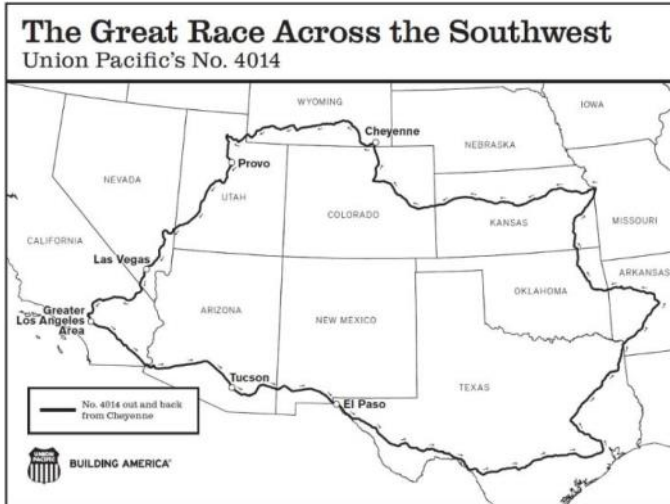 The Great Race Across the Southwest
Union Pacific's No. 4014
WYOMING
IOWA
Cheyenne
NEBRASKA
Provo
NEVADA
UTAH
COLORADO
KANSAS
MISSOURI
CALIFORNIA
Las Vegas
ARKANSAS
OKLAHOMA
Greater
Los Angeles
Area
ARIZONA
NEW MEXICO
Tucson
El Paso
TEXAS
No. 4014 out and back
from Cheyenne
UNION
PACIFIC
BUILDING AMERICA®